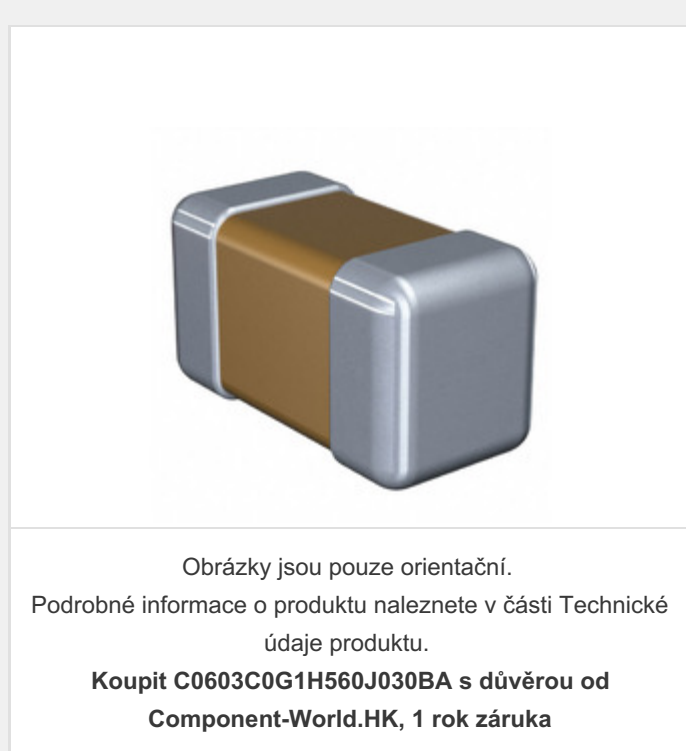 Obrázky jsou pouze orientační.
Podrobné informace o produktu naleznete v části Technické
údaje produktu.
Koupit C0603C0G1H560J030BA s důvěrou od
Component-World.HK, 1 rok záruka